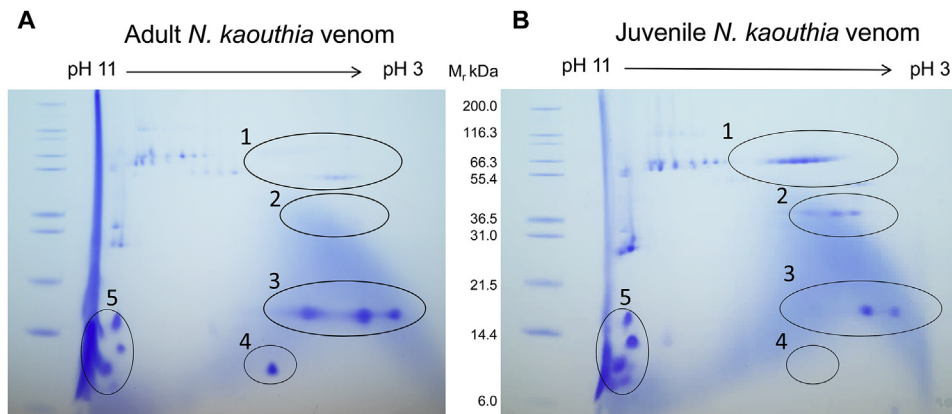 A
Adult N. kaouthia venom
pH 11
pH 3
Mr kDa
200.0
116.3
66.3
55.4
36.5
31.0
21.5
14.4
6.0
1
2
3
4
5
B
Juvenile N. kaouthia venom
pH 11
pH 3
1
2
3
4
5